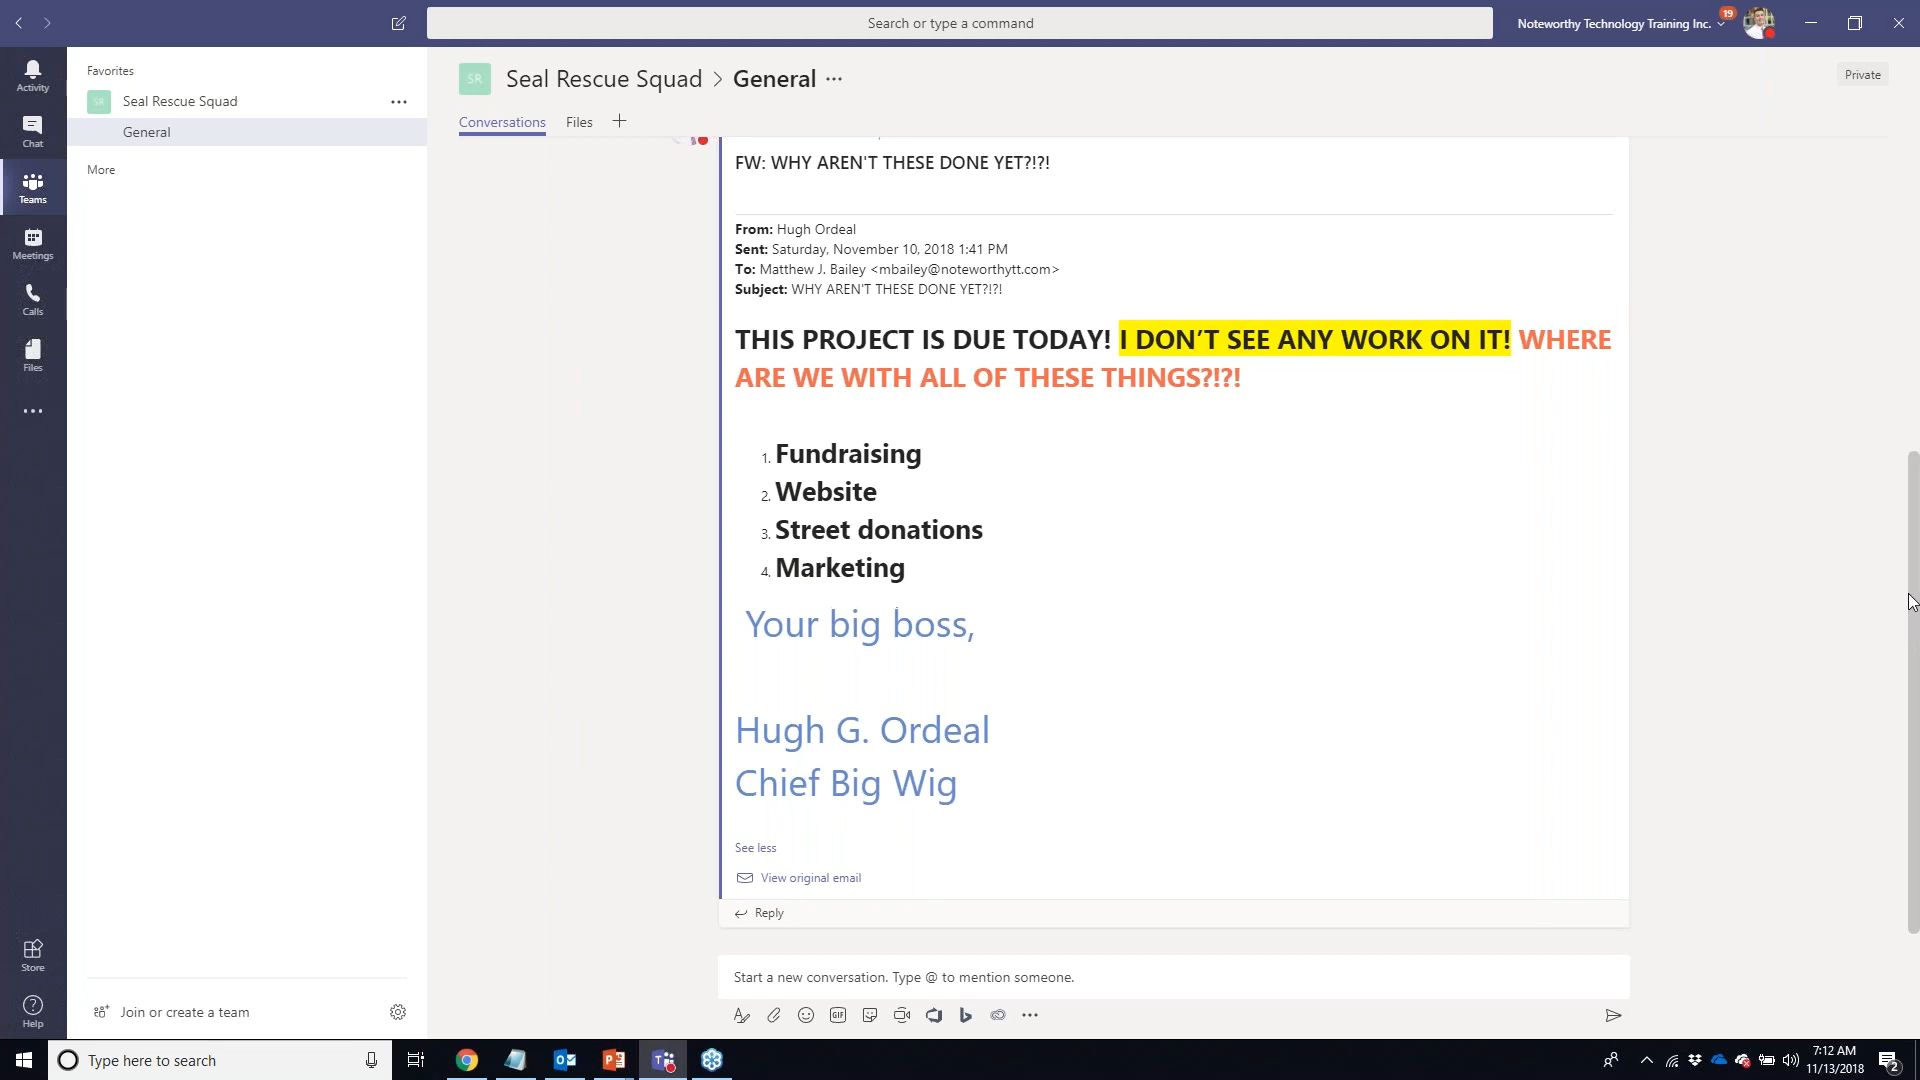 Search or type a command
Noteworthy Technology Training Inc.
19
Activity
Chat
Teams
Meetings
Calls
Files
Store
Help
Favorites
SR Seal Rescue Squad
General
More
Join or create a team
SR Seal Rescue Squad > General
Private
Conversations Files
FW: WHY AREN'T THESE DONE YET?!?!
From: Hugh Ordeal
Sent: Saturday, November 10, 2018 1:41 PM
To: Matthew J. Bailey <mbailey@noteworthytt.com>
Subject: WHY AREN'T THESE DONE YET?!?!
THIS PROJECT IS DUE TODAY! I DON’T SEE ANY WORK ON IT! WHERE
ARE WE WITH ALL OF THESE THINGS?!?!
1. Fundraising
2. Website
3. Street donations
4. Marketing
Your big boss,
Hugh G. Ordeal
Chief Big Wig
See less
View original email
Reply
Start a new conversation. Type @ to mention someone.
GIF
Type here to search
7:12 AM
11/13/2018
2